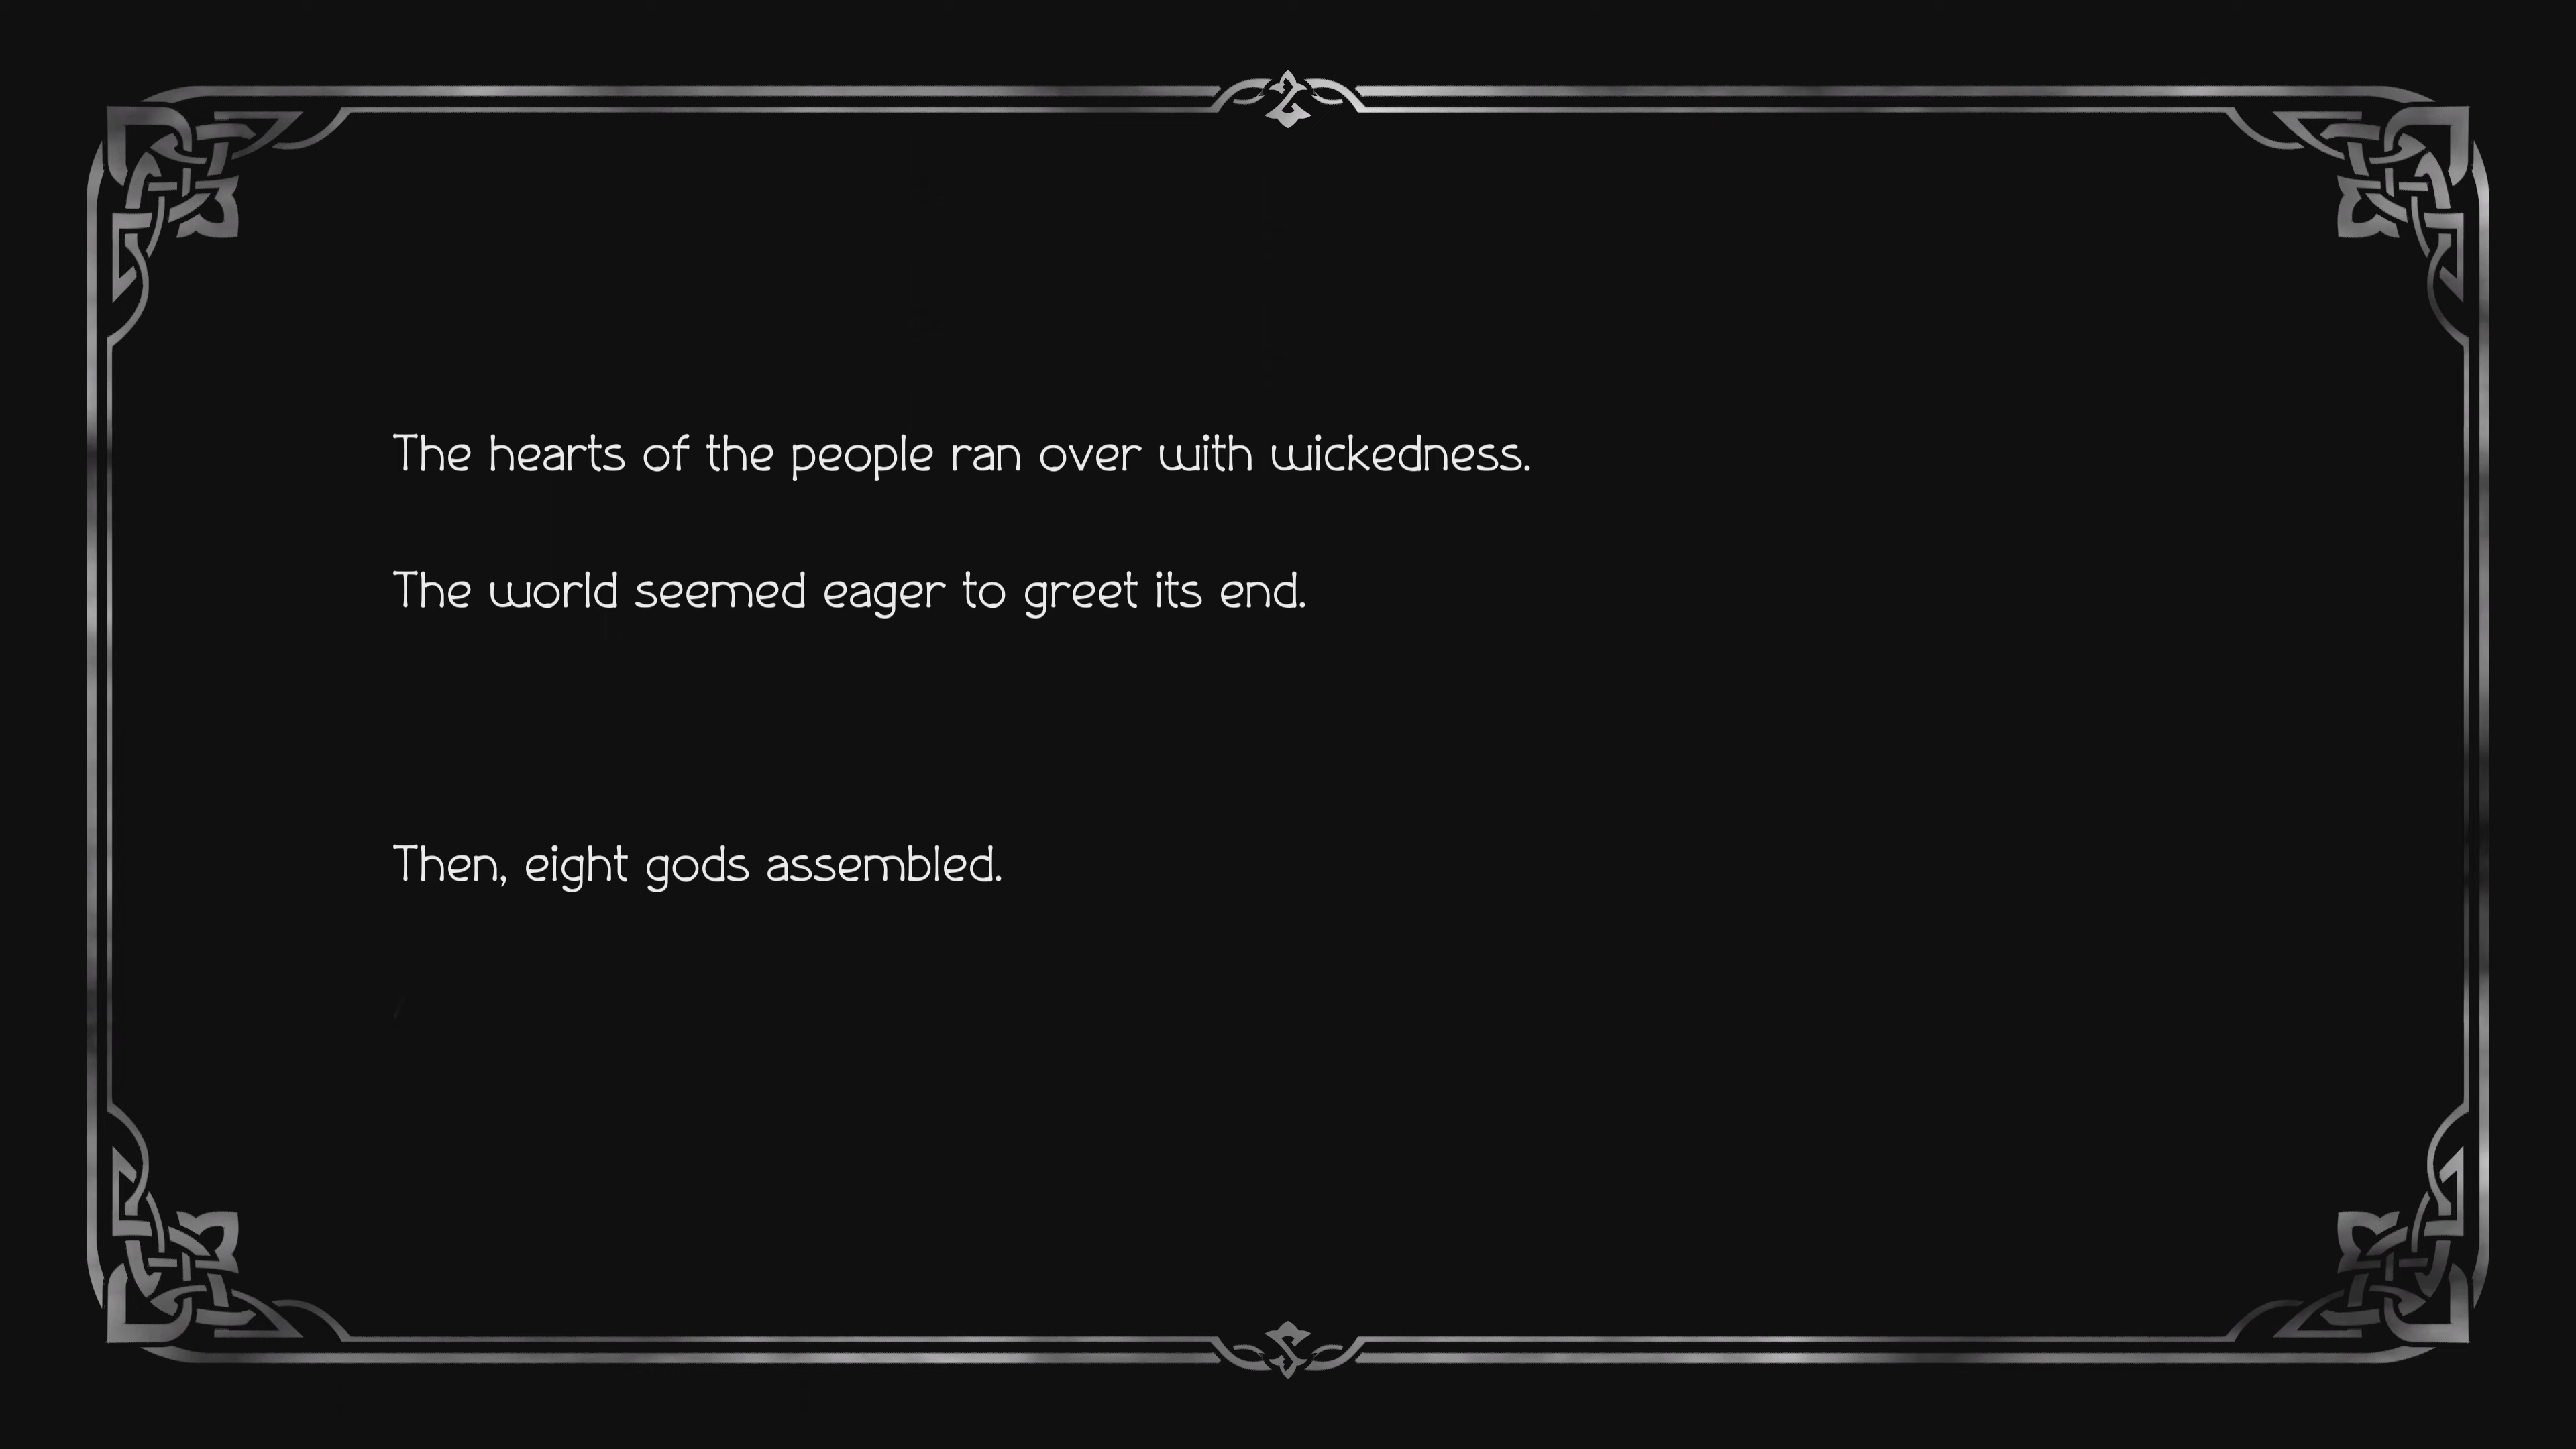 The hearts of the people ran over with wickedness.
The world seemed eager to greet its end.
Then, eight gods assembled.